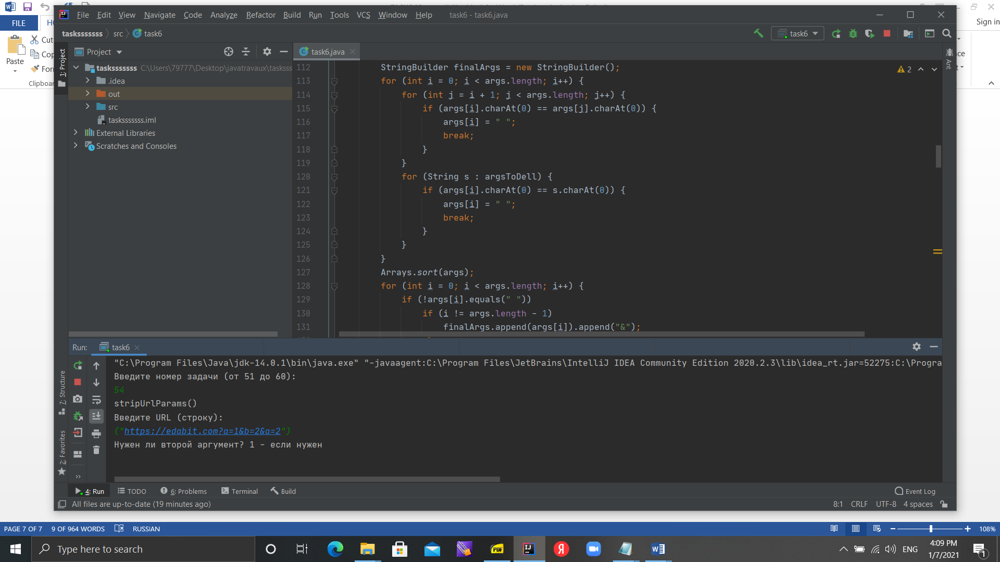 FILE
Sign in
Cut
Paste
File Edit View Navigate Code Analyze Refactor Build Run Tools VCS Window Help task6 - task6.java
tasksssssss src task6
task6
1: Project
Project
task6.java
Ant
tasksssssss C:\Users\79777\Desktop\javatravaux\tasksss
.idea
out
src
tasksssssss.iml
External Libraries
Scratches and Consoles
2
112 StringBuilder finalArgs = new StringBuilder();
113 for (int i = 0; i < args.length; i++) {
114 for (int j = i + 1; j < args.length; j++) {
115 if (args[i].charAt(0) == args[j].charAt(0)) {
116 args[i] = " ";
117 break;
118 }
119 }
120 for (String s : argsToDell) {
121 if (args[i].charAt(0) == s.charAt(0)) {
122 args[i] = " ";
123 break;
124 }
125 }
126 }
127 Arrays.sort(args);
128 for (int i = 0; i < args.length; i++) {
129 if (!args[i].equals(" "))
130 if (i != args.length - 1)
131 finalArgs.append(args[i]).append("&");
Run: task6
"C:\Program Files\Java\jdk-14.0.1\bin\java.exe" "-javaagent:C:\Program Files\JetBrains\IntelliJ IDEA Community Edition 2020.2.3\lib\idea_rt.jar=52275:C:\Progra
Введите номер задачи (от 51 до 60):
54
stripUrlParams()
Введите URL (строку):
("https://edabit.com?a=1&b=2&a=2")
Нужен ли второй аргумент? 1 - если нужен
7: Structure
2: Favorites
4: Run TODO 6: Problems Terminal Build Event Log
All files are up-to-date (19 minutes ago) 8:1 CRLF UTF-8 4 spaces
PAGE 7 OF 7 9 OF 964 WORDS RUSSIAN 108%
Type here to search
PDF
Я
ENG
4:09 PM
1/7/2021
1